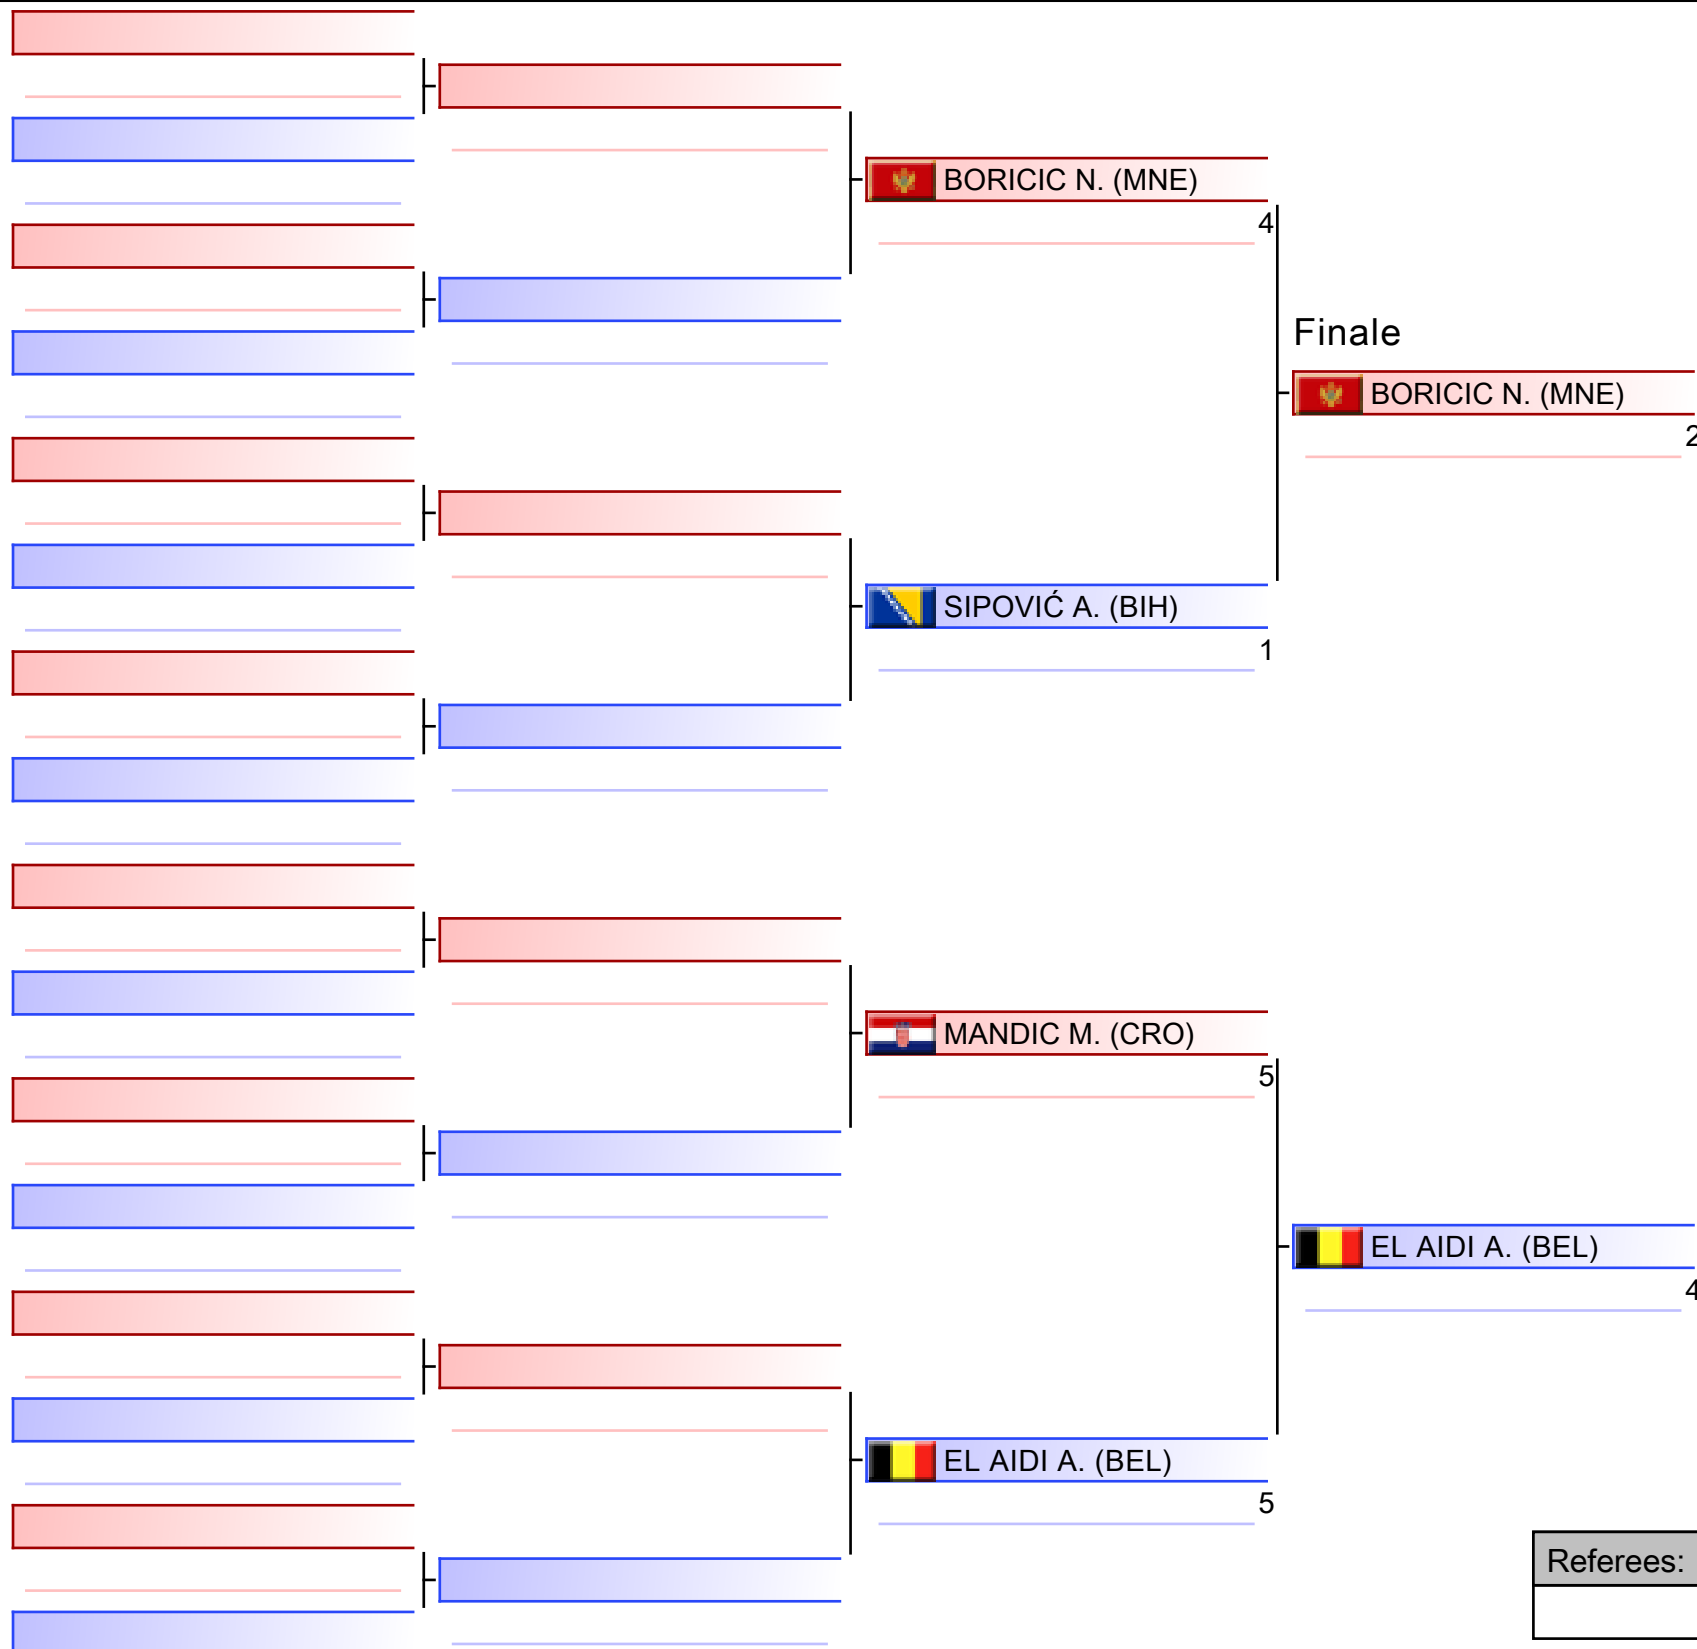 BORICIC N. (MNE)
4
Finale
BORICIC N. (MNE)
2
SIPOVIĆ A. (BIH)
1
MANDIC M. (CRO)
5
EL AIDI A. (BEL)
4
EL AIDI A. (BEL)
5
Referees: